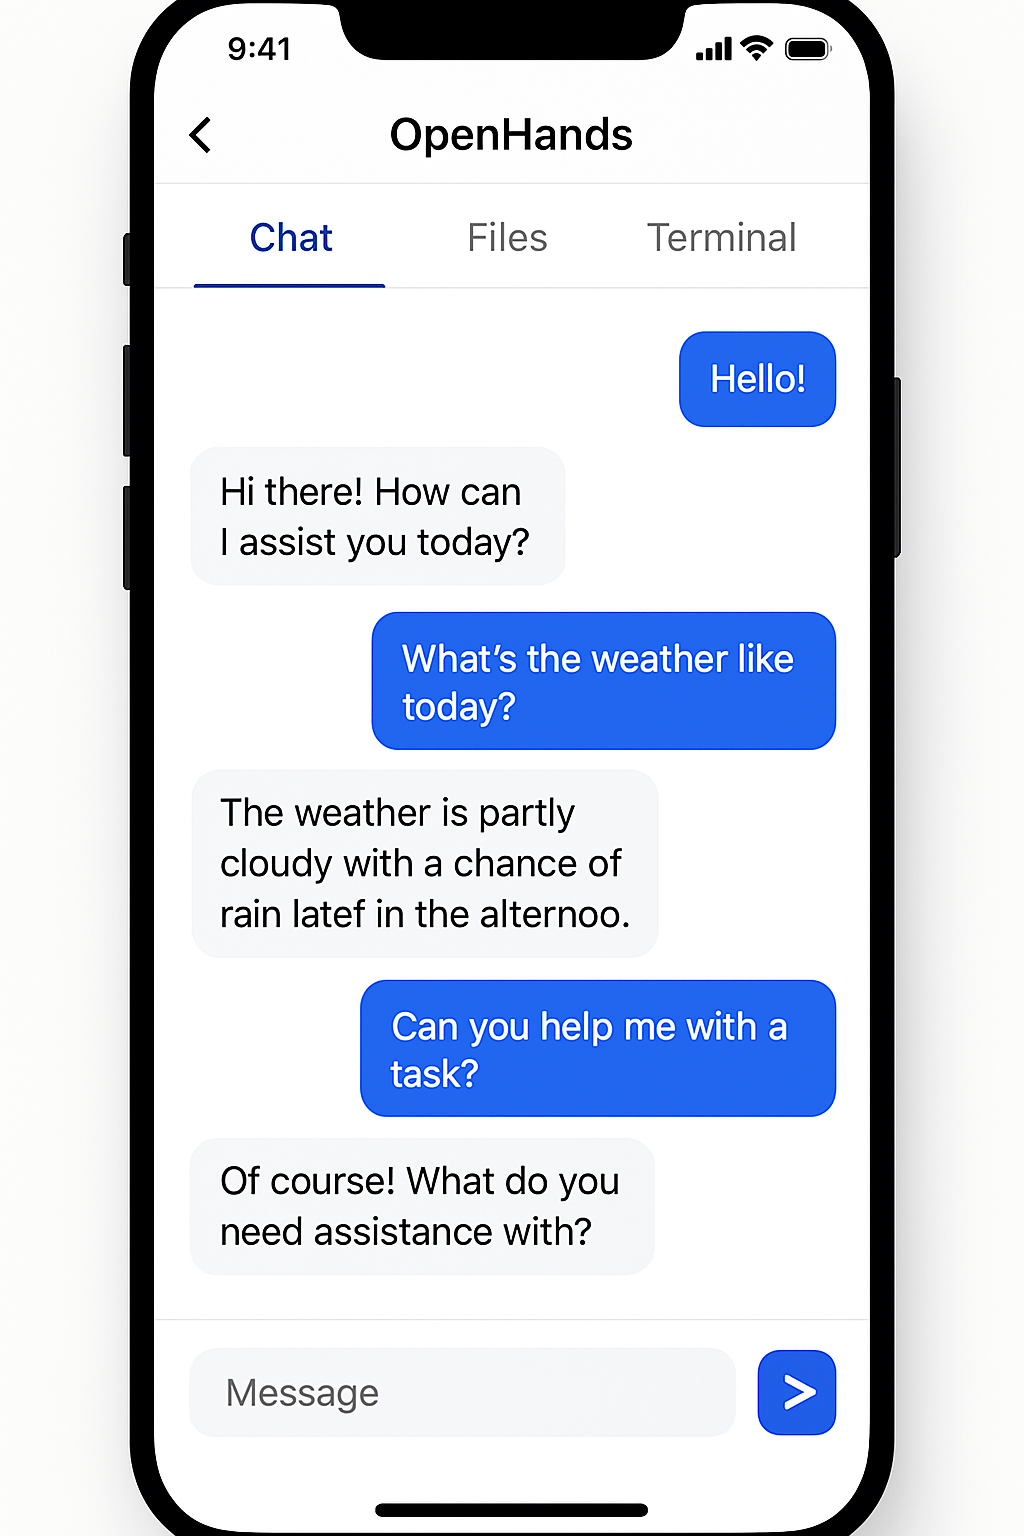 9:41
OpenHands
Chat Files Terminal
Hello!
Hi there! How can
I assist you today?
What’s the weather like
today?
The weather is partly
cloudy with a chance of
rain latef in the alternoo.
Can you help me with a
task?
Of course! What do you
need assistance with?
Message